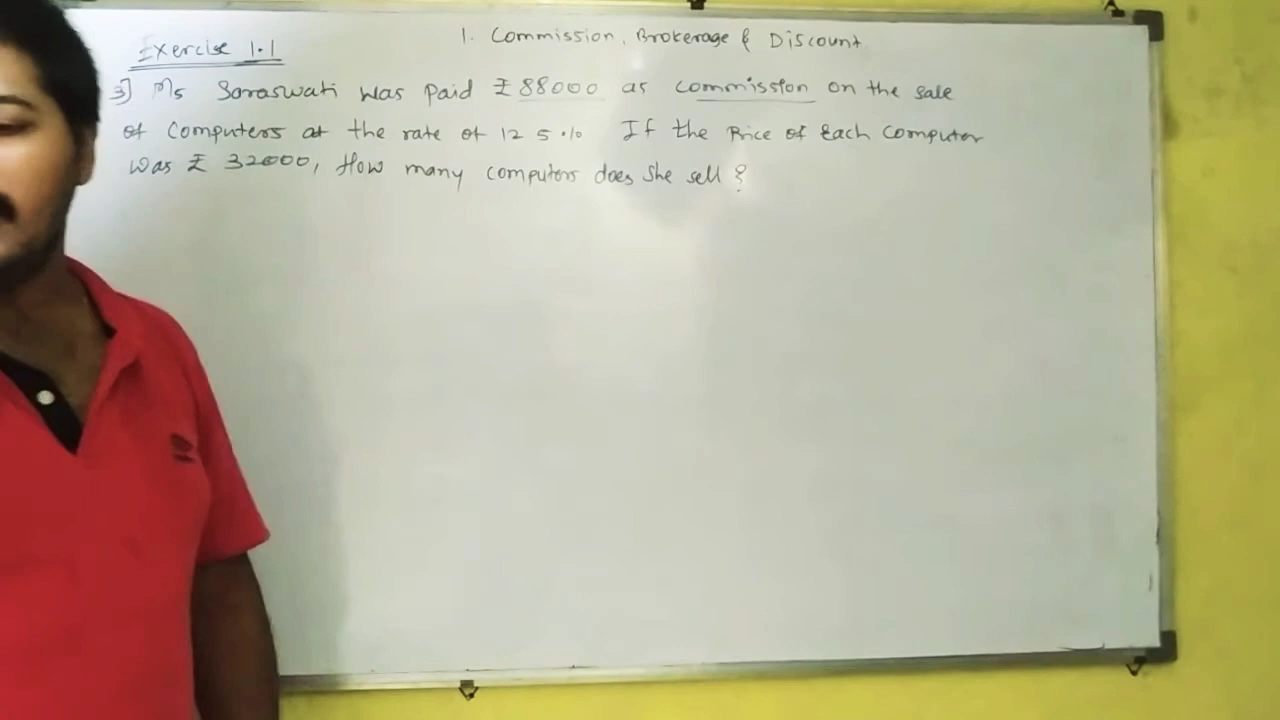 Exercise 1.1
1. Commission, Brokerage & Discount
3] Ms Saraswati was paid ₹ 88000 as commission on the sale
of Computers at the rate of 12 5 % If the Price of Each Computer
was ₹ 32000, How many computers does she sell ?